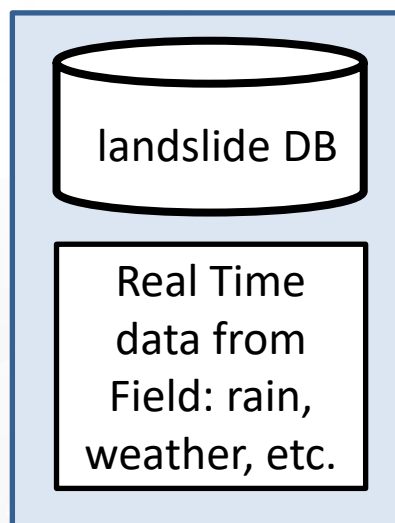 landslide DB
Real Time
data from
Field: rain,
weather, etc.